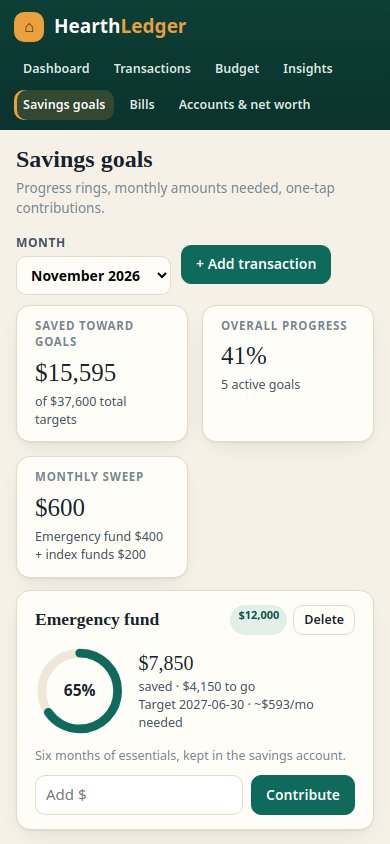 HearthLedger
Dashboard Transactions Budget Insights
Savings goals Bills Accounts & net worth
Savings goals
Progress rings, monthly amounts needed, one-tap
contributions.
MONTH
November 2026
+ Add transaction
SAVED TOWARD
GOALS
$15,595
of $37,600 total
targets
OVERALL PROGRESS
41%
5 active goals
MONTHLY SWEEP
$600
Emergency fund $400
+ index funds $200
Emergency fund
$12,000
Delete
65%
$7,850
saved · $4,150 to go
Target 2027-06-30 · ~$593/mo
needed
Six months of essentials, kept in the savings account.
Add $
Contribute